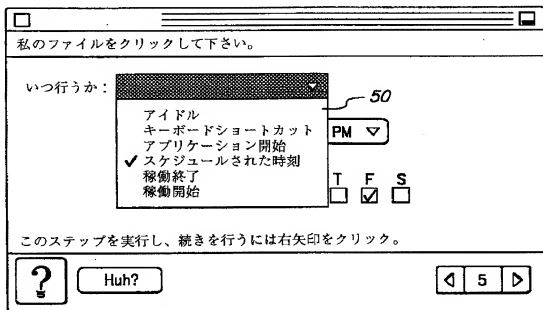 私のファイルをクリックして下さい。
いつ行うか：
50
アイドル
キーボードショートカット
アプリケーション開始
✓スケジュールされた時刻
稼働終了
稼働開始
PM
T F S
このステップを実行し、続きを行うには右矢印をクリック。
?
Huh?
5